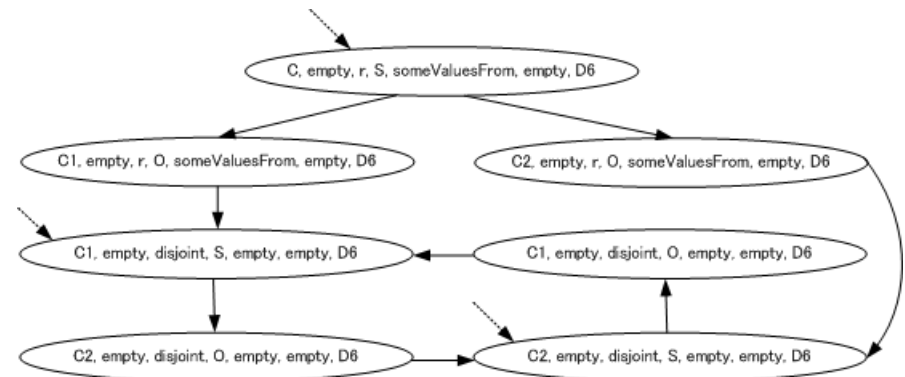 C, empty, r, S, someValuesFrom, empty, D6
C1, empty, r, O, someValuesFrom, empty, D6
C2, empty, r, O, someValuesFrom, empty, D6
C1, empty, disjoint, S, empty, empty, D6
C1, empty, disjoint, O, empty, empty, D6
C2, empty, disjoint, O, empty, empty, D6
C2, empty, disjoint, S, empty, empty, D6